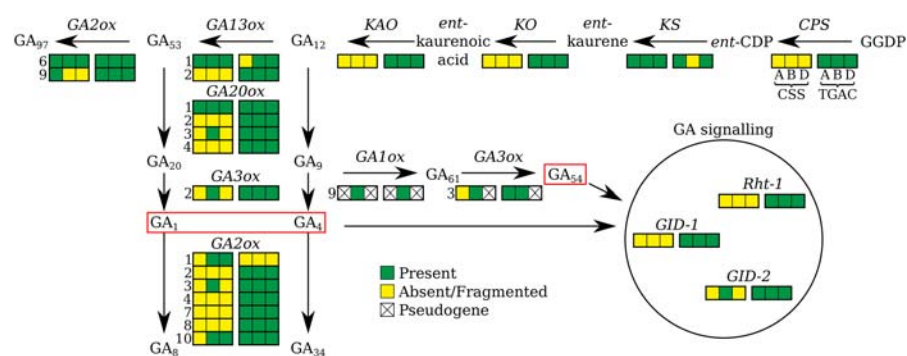 GA2ox GA13ox KAO ent- KO ent- KS CPS
GA97 GA53 GA12 kaurenoic acid kaurene ent-CDP GGDP
6
9
1
2
A B D A B D
CSS TGAC
GA20ox
1
2
3
4
GA signalling
GA20 GA9 GA1ox GA61 GA3ox GA54
GA3ox
2
9
3
Rht-1
GA1 GA4
GID-1
GA2ox
1
2
3
4
7
8
10
Present
Absent/Fragmented
Pseudogene
GID-2
GA8 GA34